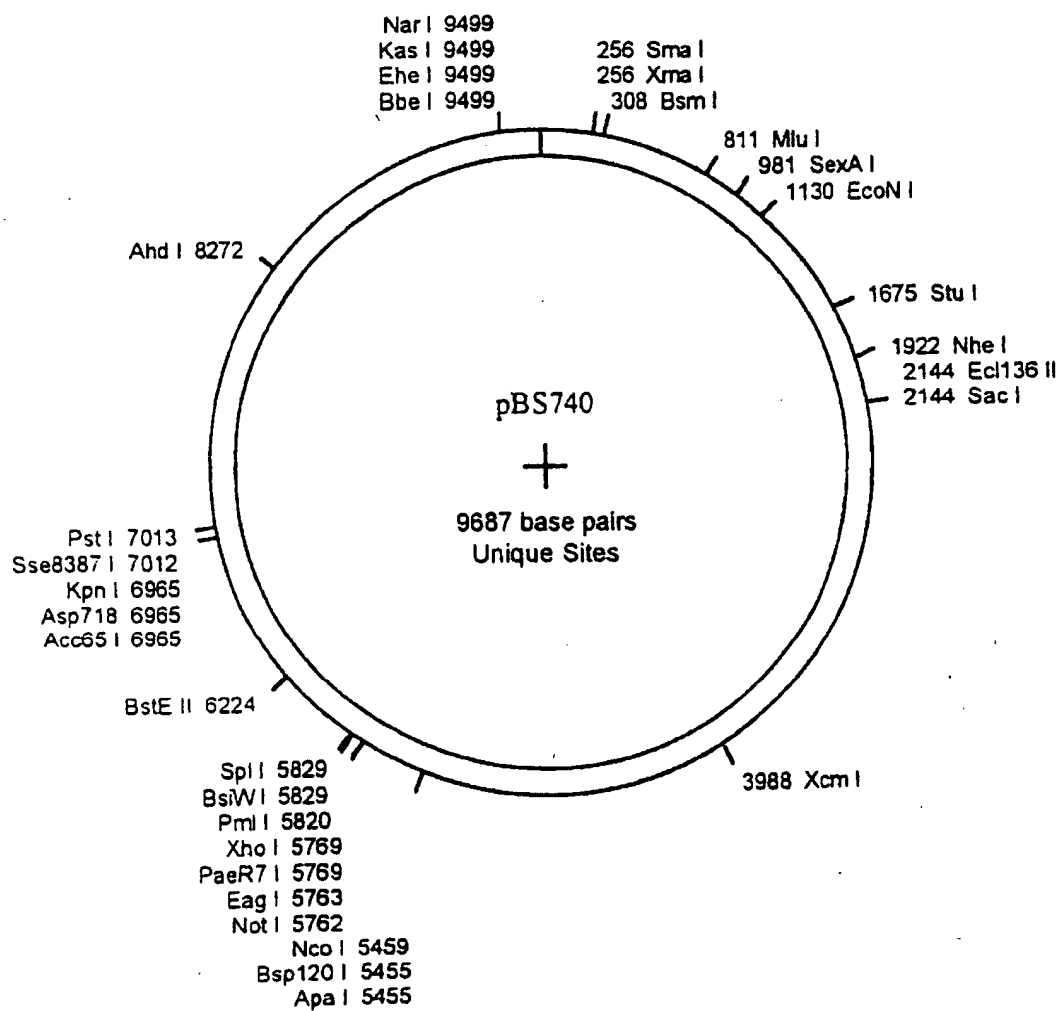 Nar I 9499
Kas I 9499
Ehe I 9499
Bbe I 9499
256 Sma I
256 Xma I
308 Bsm I
811 Mlu I
981 SexA I
1130 EcoN I
Ahd I 8272
1675 Stu I
1922 Nhe I
2144 Ecl136 II
2144 Sac I
pBS740
9687 base pairs
Unique Sites
Pst I 7013
Sse8387 I 7012
Kpn I 6965
Asp718 6965
Acc65 I 6965
BstE II 6224
3988 Xcm I
Spl I 5829
BsiW I 5829
Pml I 5820
Xho I 5769
PaeR7 I 5769
Eag I 5763
Not I 5762
Nco I 5459
Bsp120 I 5455
Apa I 5455